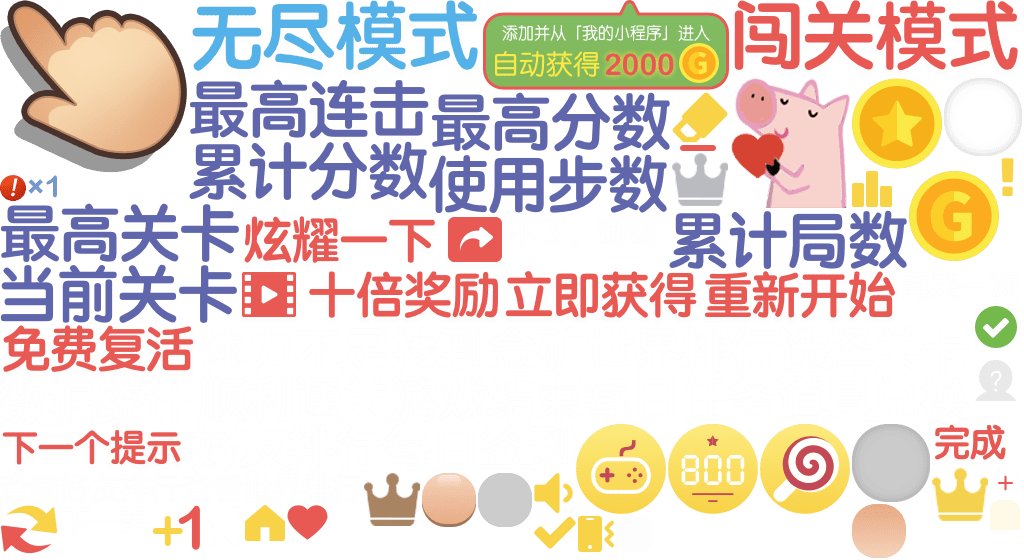 无尽模式
添加并从「我的小程序」进入
自动获得 2000 G
闯关模式
最高连击
最高分数
累计分数
使用步数
×1
最高关卡
炫耀一下
累计局数
G
当前关卡
十倍奖励
立即获得
重新开始
免费复活
?
下一个提示
800
完成
+1
+